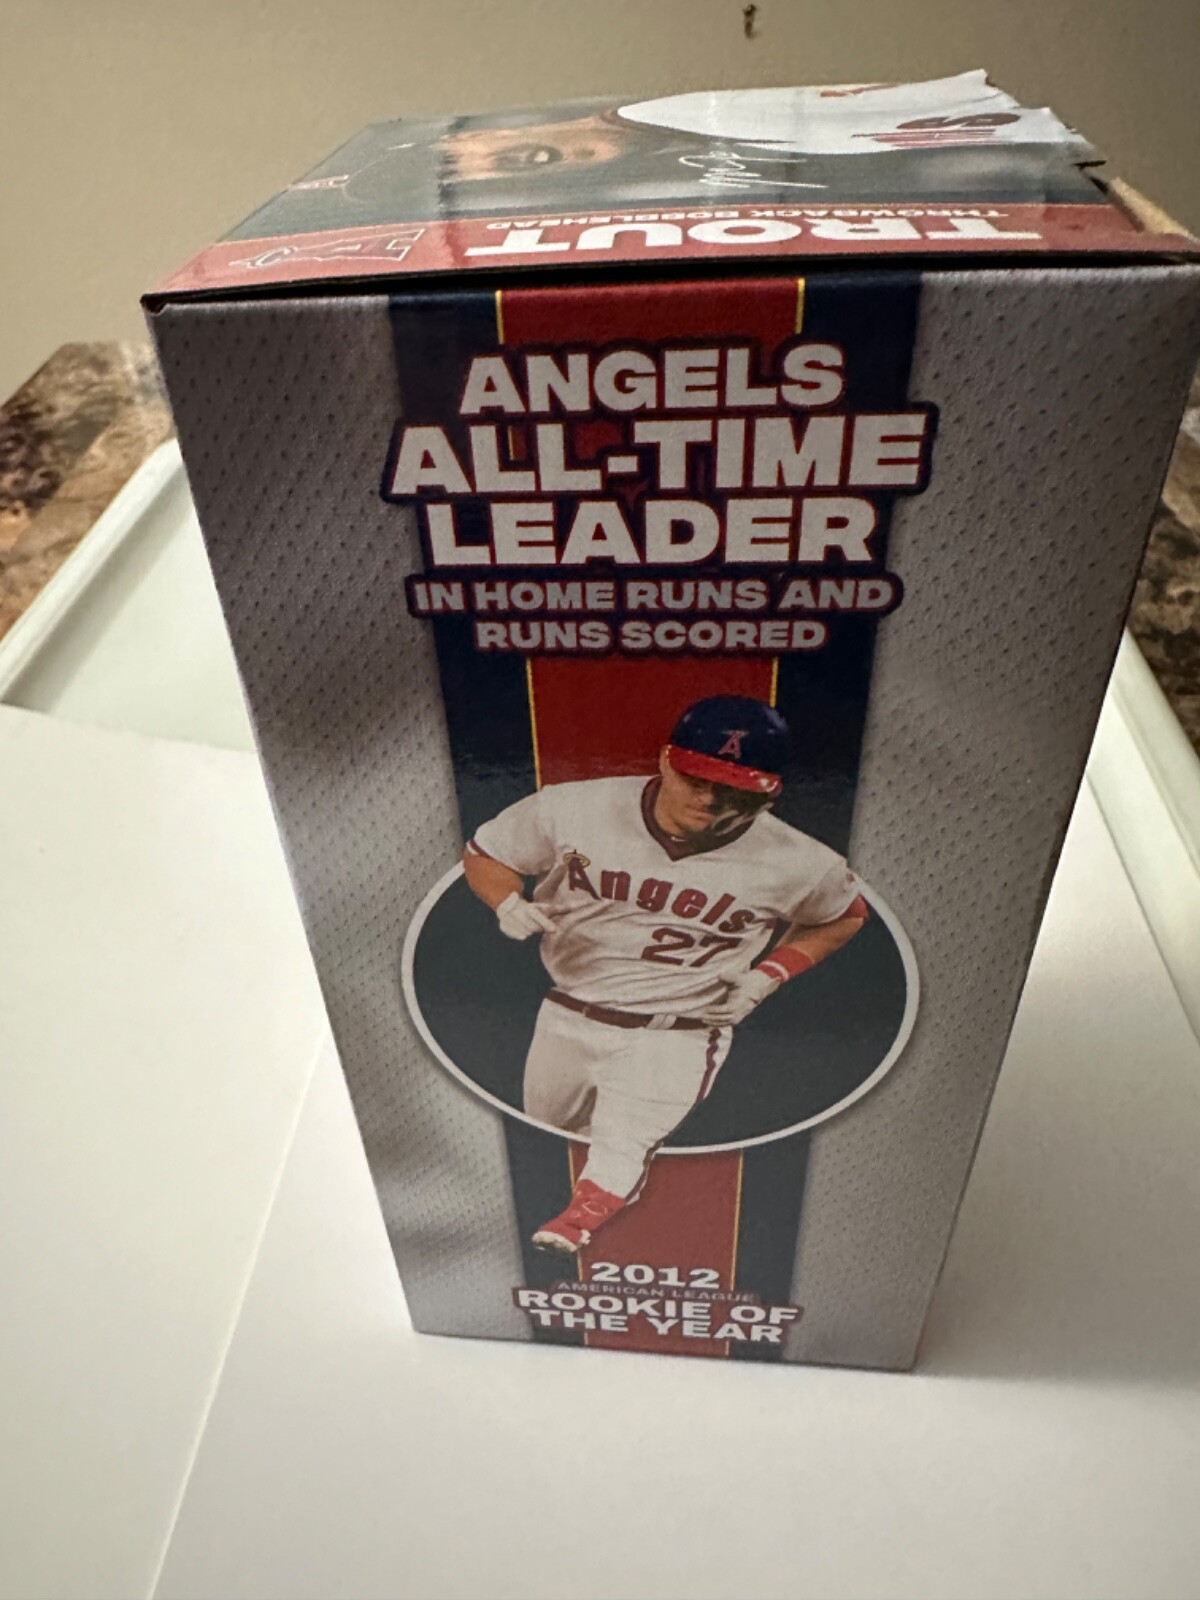 TROUT
THROWBACK BOBBLEHEAD
ANGELS
ALL-TIME
LEADER
IN HOME RUNS AND
RUNS SCORED
A
Angels
27
2012
AMERICAN LEAGUE
ROOKIE OF
THE YEAR